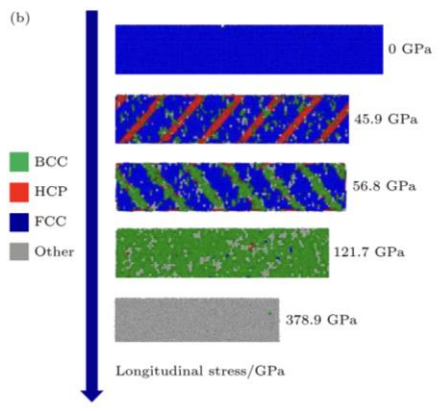 (b)
0 GPa
45.9 GPa
56.8 GPa
BCC
HCP
FCC
Other
121.7 GPa
378.9 GPa
Longitudinal stress/GPa